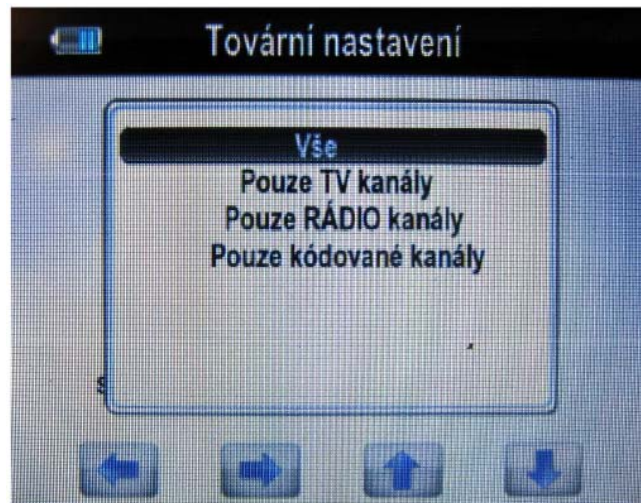 Tovární nastavení
Vše
Pouze TV kanály
Pouze RÁDIO kanály
Pouze kódované kanály